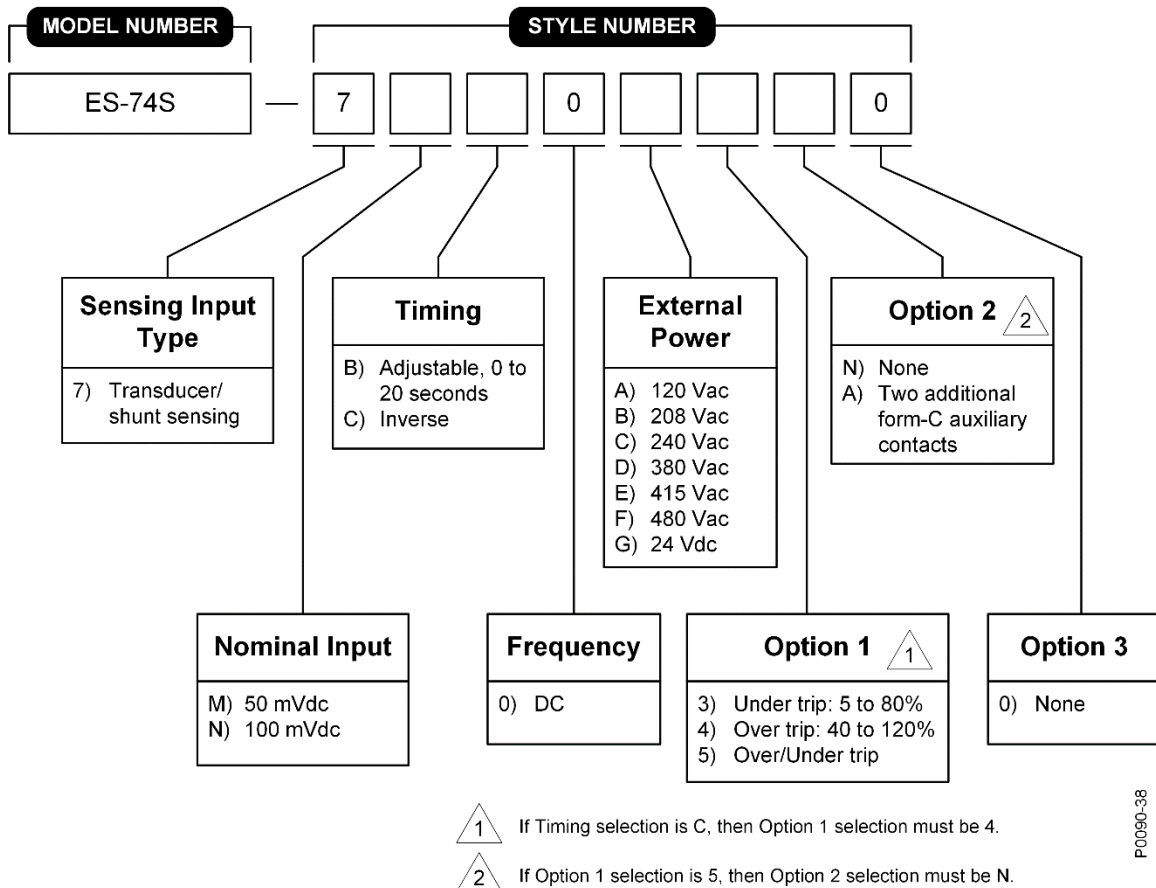 MODEL NUMBER
STYLE NUMBER
ES-74S — 7 0 0
Sensing Input
Type
7) Transducer/
shunt sensing
Timing
B) Adjustable, 0 to
20 seconds
C) Inverse
External
Power
A) 120 Vac
B) 208 Vac
C) 240 Vac
D) 380 Vac
E) 415 Vac
F) 480 Vac
G) 24 Vdc
Option 2 2
N) None
A) Two additional
form-C auxiliary
contacts
Nominal Input
M) 50 mVdc
N) 100 mVdc
Frequency
0) DC
Option 1 1
3) Under trip: 5 to 80%
4) Over trip: 40 to 120%
5) Over/Under trip
Option 3
0) None
1 If Timing selection is C, then Option 1 selection must be 4.
2 If Option 1 selection is 5, then Option 2 selection must be N.
P0090-38